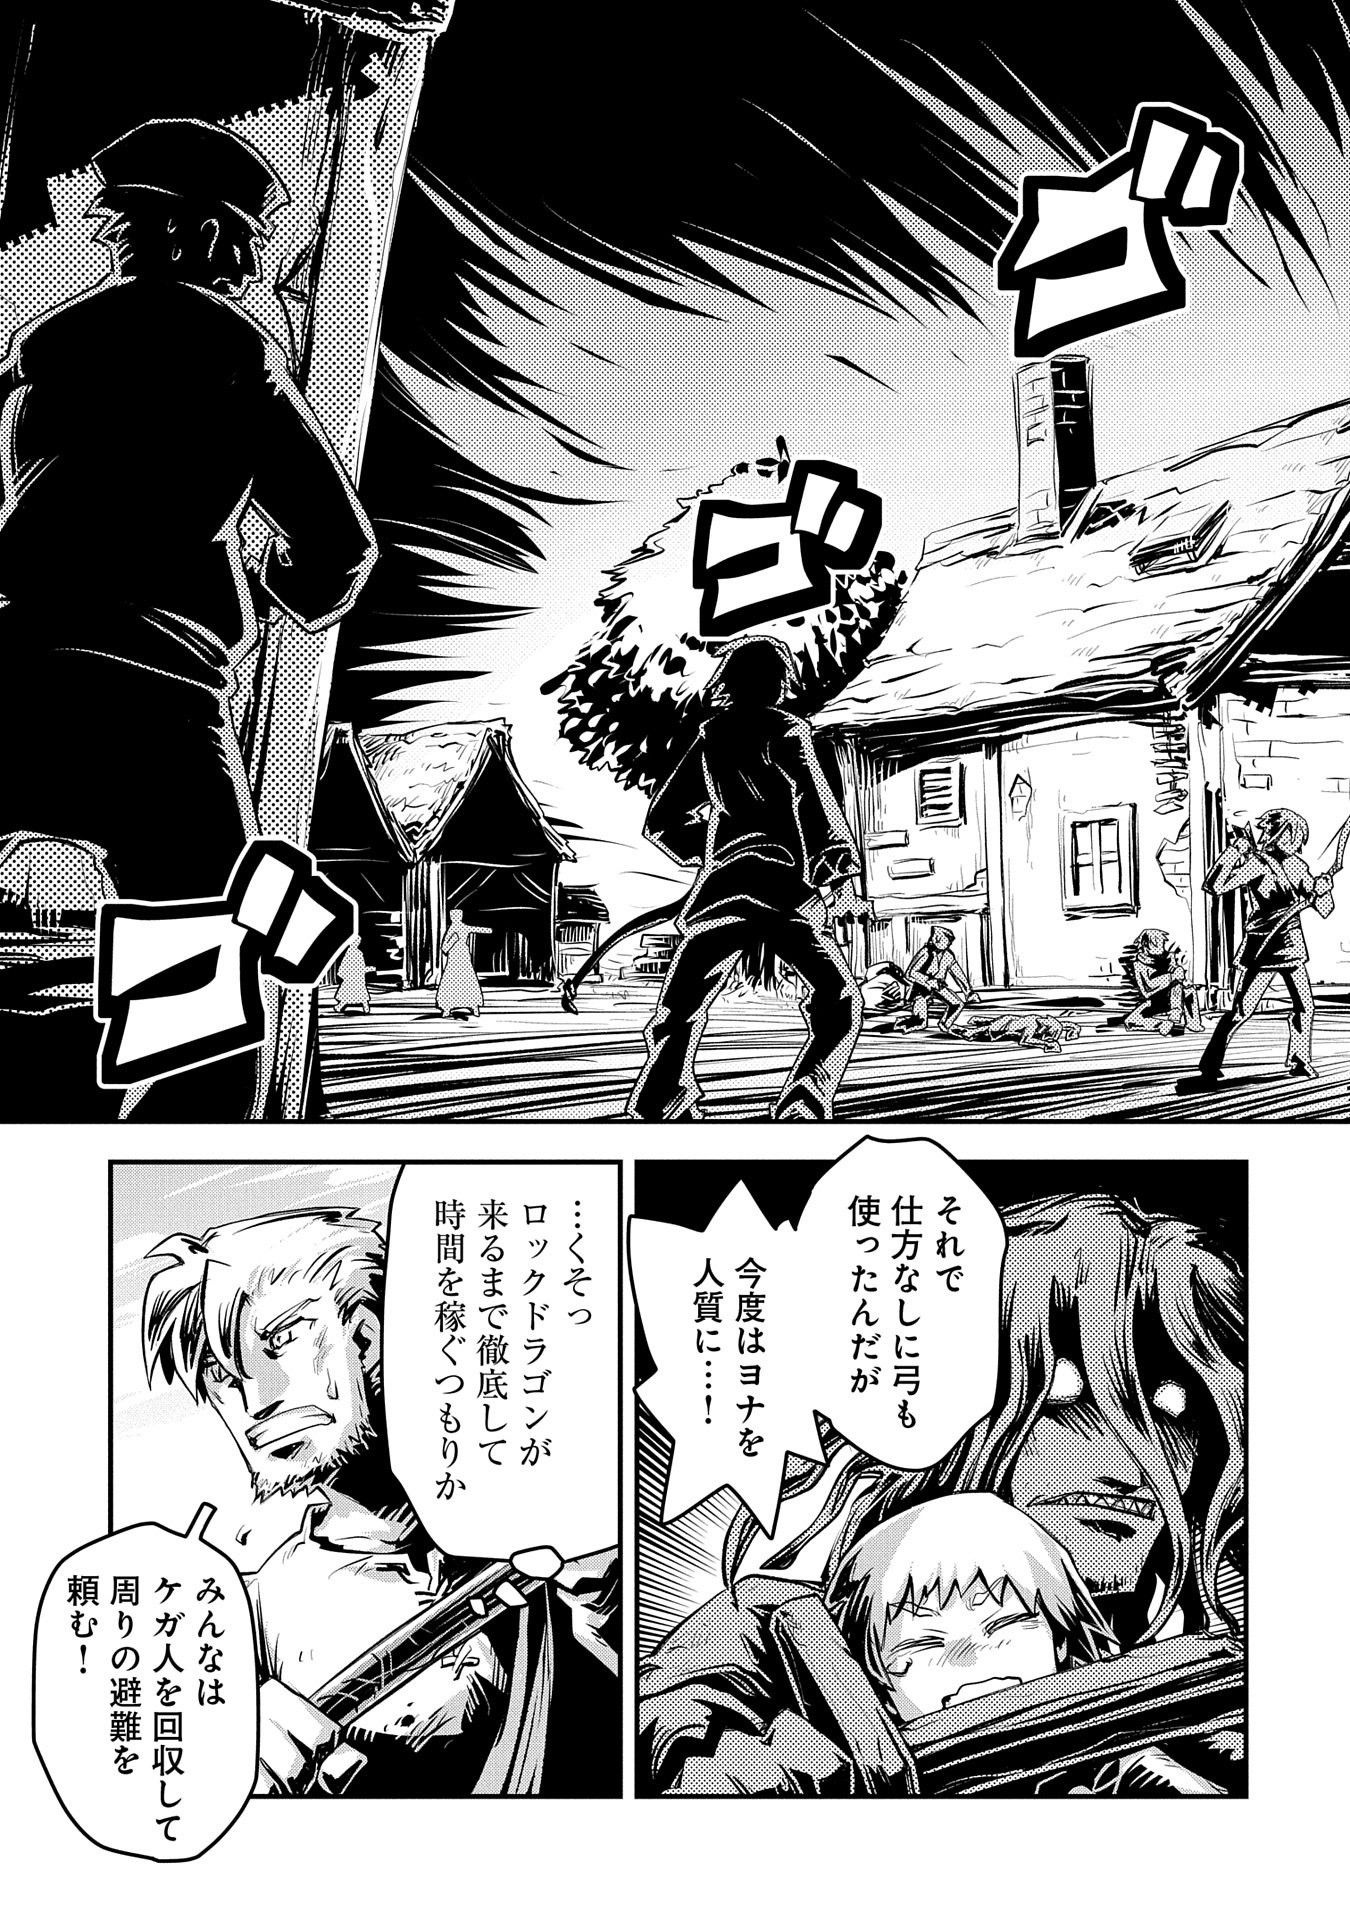 ゴ
ゴ
ゴ
それで
仕方なしに弓も
使ったんだが
今度はヨナを
人質に…！
…くそっ
ロックドラゴンが
来るまで徹底して
時間を稼ぐつもりか
みんなは
ケガ人を回収して
周りの避難を
頼む！